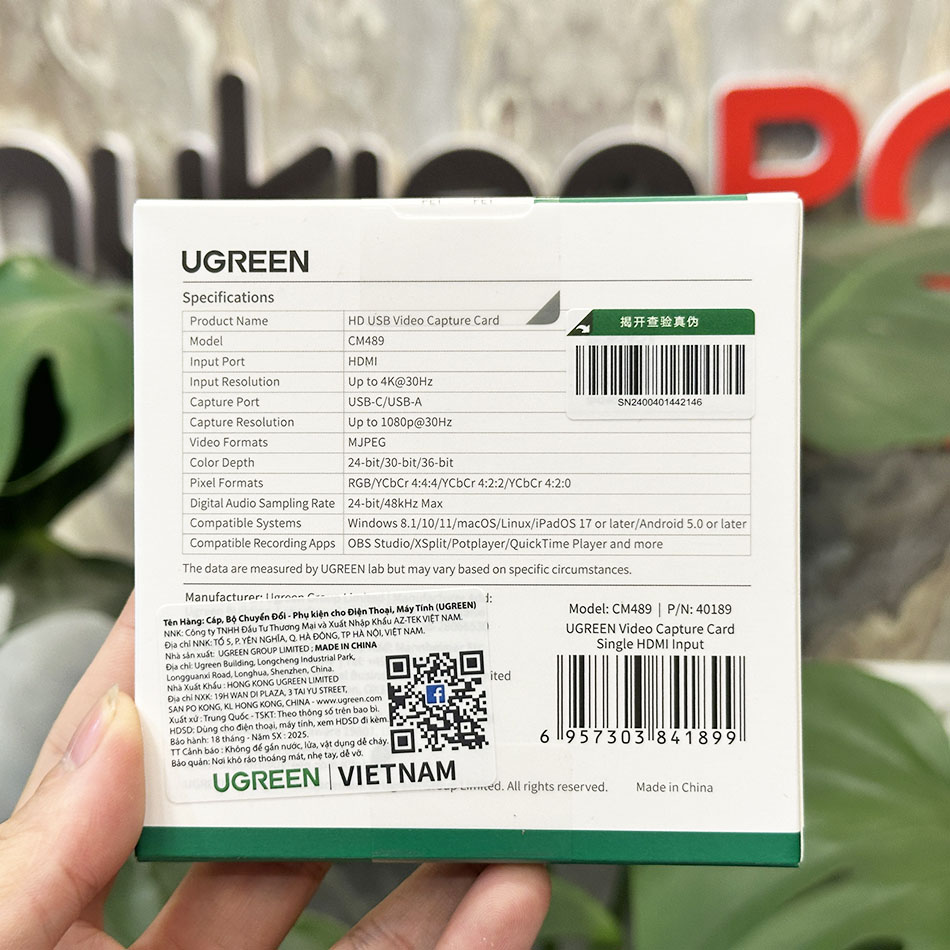 PC
UGREEN
Specifications
Product Name HD USB Video Capture Card
Model CM489
Input Port HDMI
Input Resolution Up to 4K@30Hz
Capture Port USB-C/USB-A
Capture Resolution Up to 1080p@30Hz
Video Formats MJPEG
Color Depth 24-bit/30-bit/36-bit
Pixel Formats RGB/YCbCr 4:4:4/YCbCr 4:2:2/YCbCr 4:2:0
Digital Audio Sampling Rate 24-bit/48kHz Max
Compatible Systems Windows 8.1/10/11/macOS/Linux/iPadOS 17 or later/Android 5.0 or later
Compatible Recording Apps OBS Studio/XSplit/Potplayer/QuickTime Player and more
The data are measured by UGREEN lab but may vary based on specific circumstances.
揭开查验真伪
SN2400401442146
Manufacturer: Ugreen
Tên Hàng: Cáp, Bộ Chuyển Đổi - Phụ kiện cho Điện Thoại, Máy Tính (UGREEN)
NNK: Công ty TNHH Đầu Tư Thương Mại và Xuất Nhập Khẩu AZ-TEK VIỆT NAM.
Địa chỉ NNK: TỔ 5, P. YÊN NGHĨA, Q. HÀ ĐÔNG, TP HÀ NỘI, VIỆT NAM.
Nhà sản xuất: UGREEN GROUP LIMITED ; MADE IN CHINA
Địa chỉ: Ugreen Building, Longcheng Industrial Park,
Longguanxi Road, Longhua, Shenzhen, China.
Nhà Xuất Khẩu : HONG KONG UGREEN LIMITED
Địa chỉ NXK: 19H WAN DI PLAZA, 3 TAI YU STREET,
SAN PO KONG, KL HONG KONG, CHINA - www.ugreen.com
Xuất xứ : Trung Quốc - TSKT: Theo thông số trên bao bì.
HDSD: Dùng cho điện thoại, máy tính, xem HDSD đi kèm.
Bảo hành: 18 tháng - Năm SX : 2025.
TT Cảnh báo : Không để gần nước, lửa, vật dụng dễ cháy.
Bảo quản: Nơi khô ráo thoáng mát, nhẹ tay, dễ vỡ.
UGREEN | VIETNAM
Model: CM489 | P/N: 40189
UGREEN Video Capture Card
Single HDMI Input
6 957303 841899
Limited. All rights reserved. Made in China